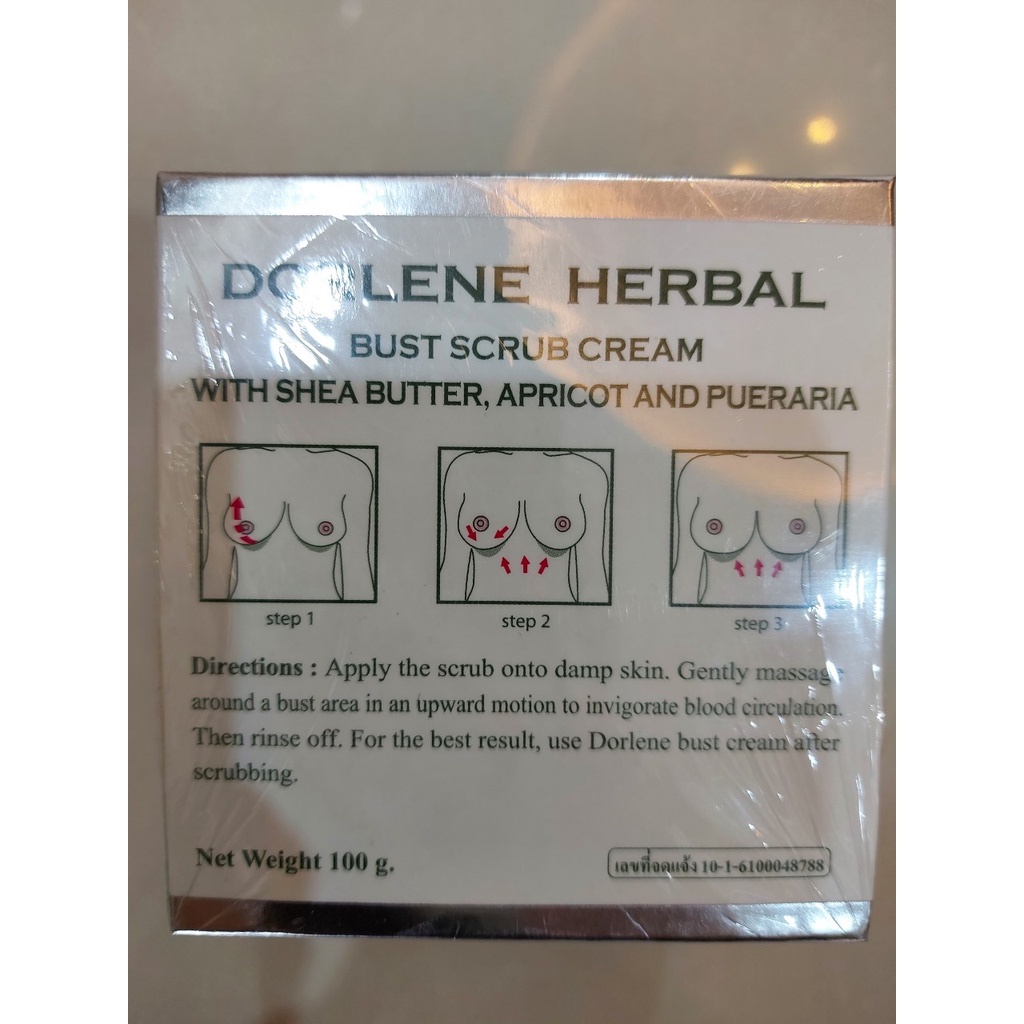 DORLENE HERBAL
BUST SCRUB CREAM
WITH SHEA BUTTER, APRICOT AND PUERARIA
step 1
step 2
step 3
Directions : Apply the scrub onto damp skin. Gently massage
around a bust area in an upward motion to invigorate blood circulation.
Then rinse off. For the best result, use Dorlene bust cream after
scrubbing.
Net Weight 100 g.
เลขที่จดแจ้ง 10-1-6100048788